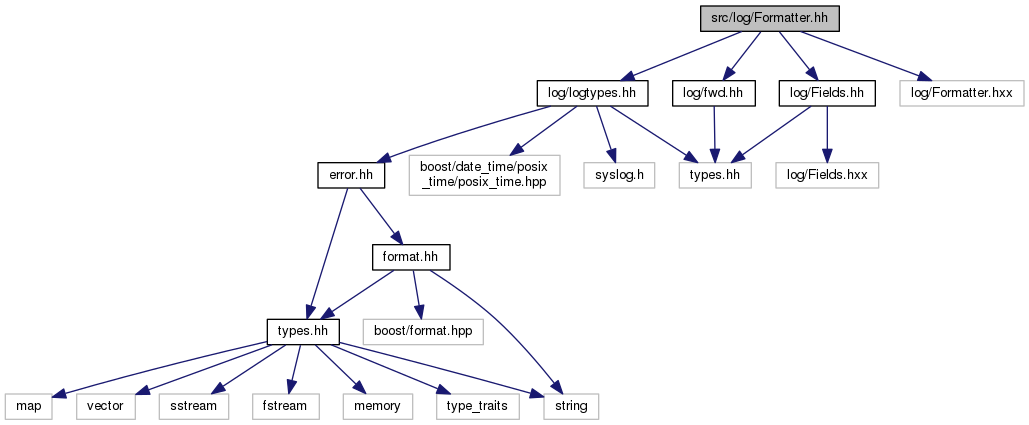 src/log/Formatter.hh
log/logtypes.hh
log/fwd.hh
log/Fields.hh
log/Formatter.hxx
error.hh
boost/date_time/posix
_time/posix_time.hpp
syslog.h
types.hh
log/Fields.hxx
format.hh
types.hh
boost/format.hpp
map
vector
sstream
fstream
memory
type_traits
string